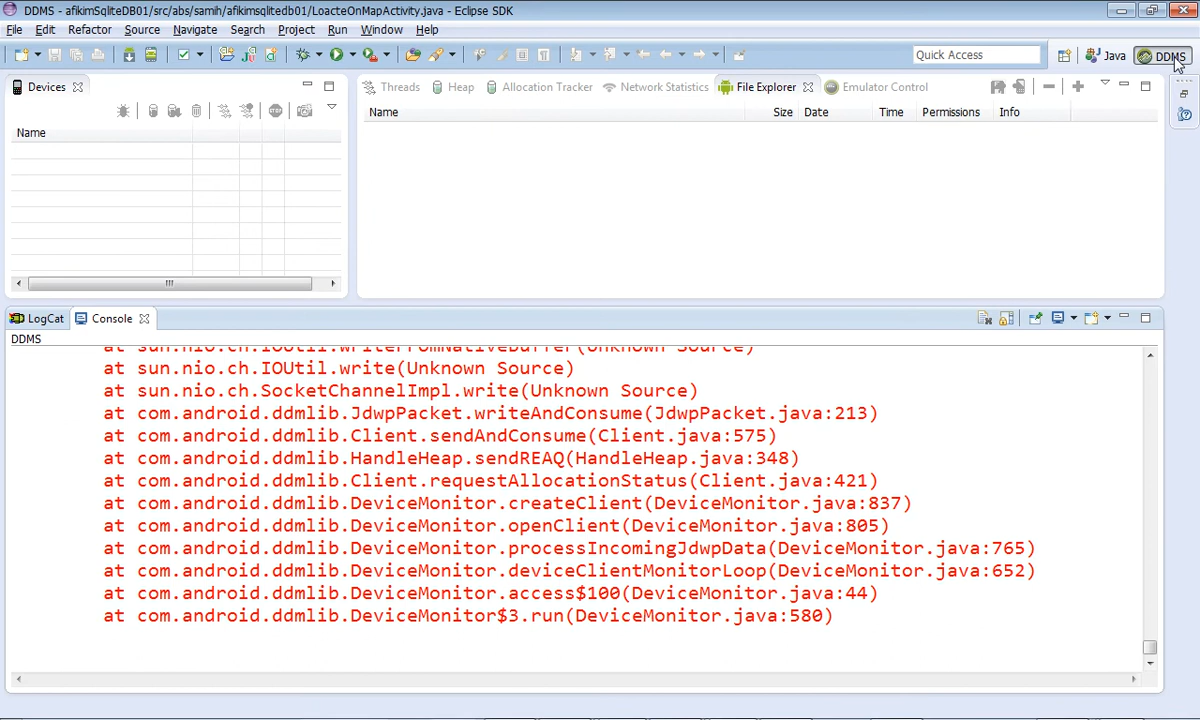 DDMS - afikimSqliteDB01/src/abs/samih/afikimsqlitedb01/LoacteOnMapActivity.java - Eclipse SDK
File Edit Refactor Source Navigate Search Project Run Window Help
Quick Access Java DDMS
Devices
Threads Heap Allocation Tracker Network Statistics File Explorer Emulator Control
Name
Name Size Date Time Permissions Info
LogCat Console
DDMS
at sun.nio.ch.IOUtil.writeFromNativeBuffer(Unknown Source)
at sun.nio.ch.IOUtil.write(Unknown Source)
at sun.nio.ch.SocketChannelImpl.write(Unknown Source)
at com.android.ddmlib.JdwpPacket.writeAndConsume(JdwpPacket.java:213)
at com.android.ddmlib.Client.sendAndConsume(Client.java:575)
at com.android.ddmlib.HandleHeap.sendREAQ(HandleHeap.java:348)
at com.android.ddmlib.Client.requestAllocationStatus(Client.java:421)
at com.android.ddmlib.DeviceMonitor.createClient(DeviceMonitor.java:837)
at com.android.ddmlib.DeviceMonitor.openClient(DeviceMonitor.java:805)
at com.android.ddmlib.DeviceMonitor.processIncomingJdwpData(DeviceMonitor.java:765)
at com.android.ddmlib.DeviceMonitor.deviceClientMonitorLoop(DeviceMonitor.java:652)
at com.android.ddmlib.DeviceMonitor.access$100(DeviceMonitor.java:44)
at com.android.ddmlib.DeviceMonitor$3.run(DeviceMonitor.java:580)